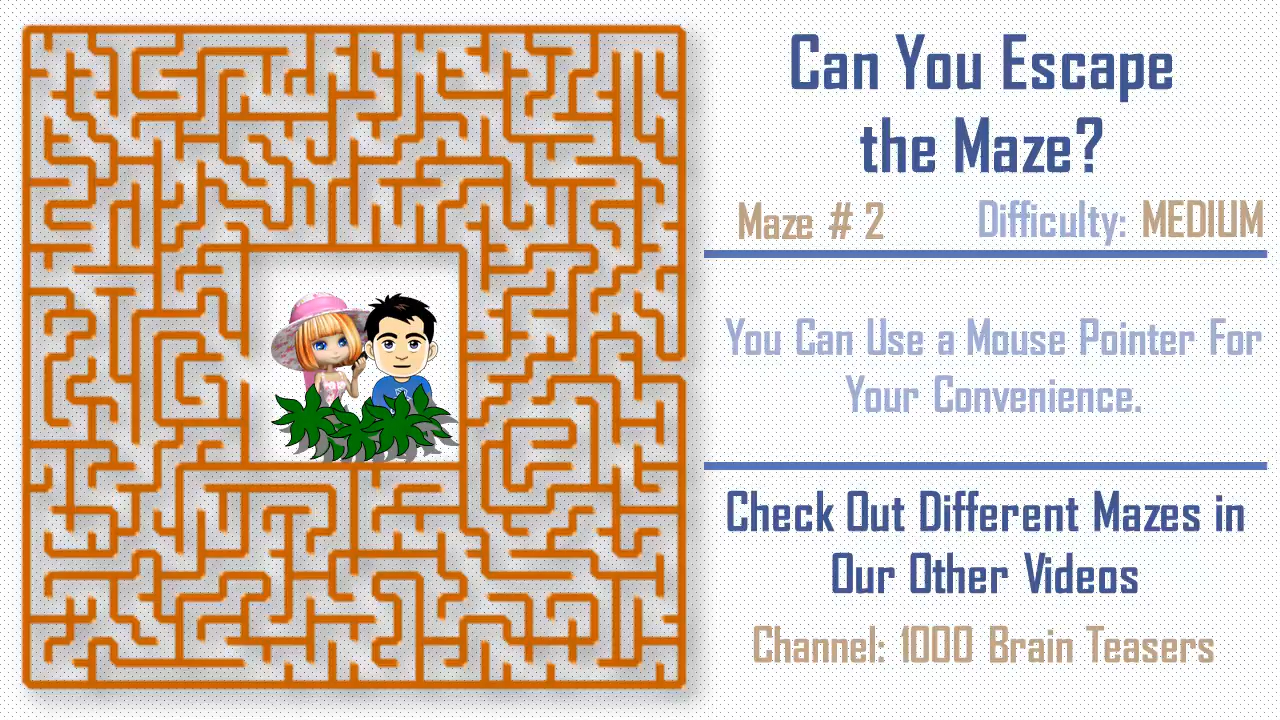 Can You Escape
the Maze?
Maze # 2 Difficulty: MEDIUM
You Can Use a Mouse Pointer For
Your Convenience.
Check Out Different Mazes in
Our Other Videos
Channel: 1000 Brain Teasers